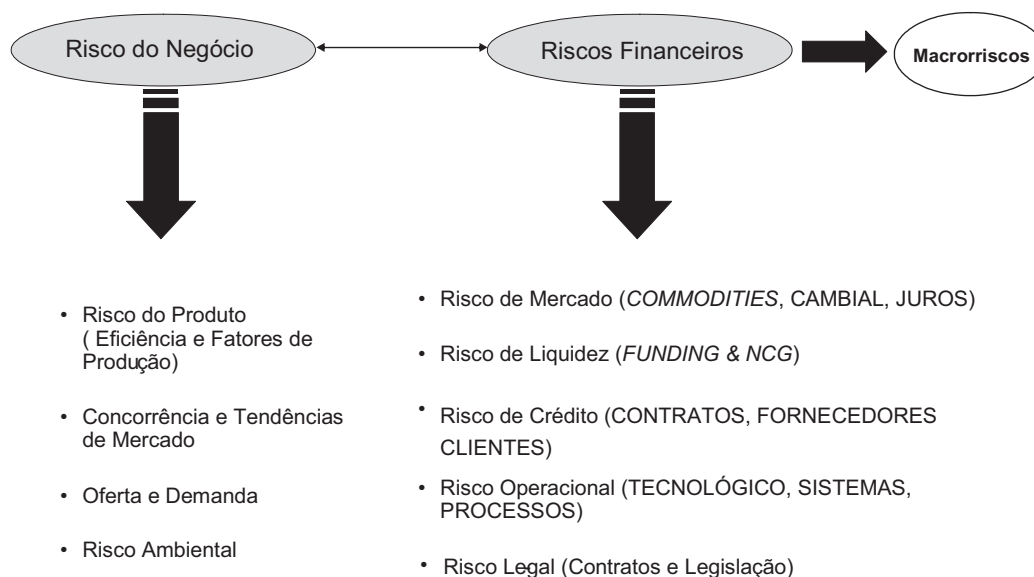 Risco do Negócio
Riscos Financeiros
Macrorriscos
• Risco do Produto
( Eficiência e Fatores de
Produção)
• Concorrência e Tendências
de Mercado
• Oferta e Demanda
• Risco Ambiental
• Risco de Mercado (COMMODITIES, CAMBIAL, JUROS)
• Risco de Liquidez (FUNDING & NCG)
• Risco de Crédito (CONTRATOS, FORNECEDORES
CLIENTES)
• Risco Operacional (TECNOLÓGICO, SISTEMAS,
PROCESSOS)
• Risco Legal (Contratos e Legislação)